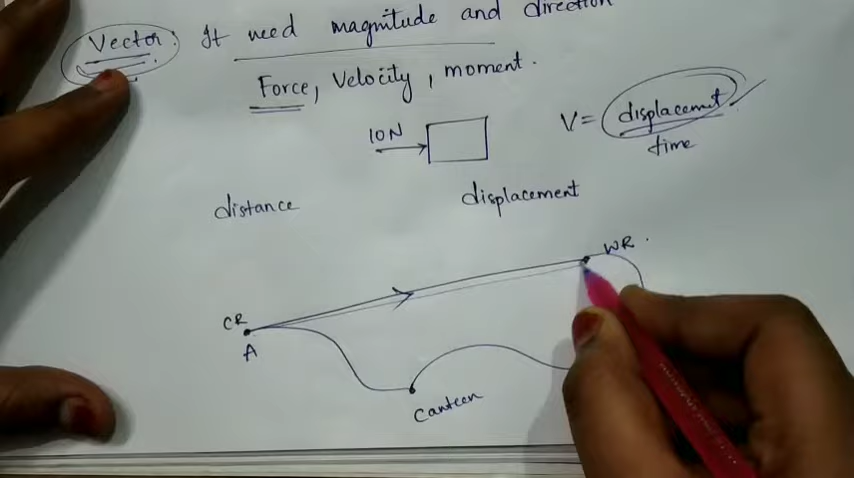 Vector: It need magnitude and direction
Force, Velocity, moment.
10N
V= displacement
time
distance displacement
WR.
CR
A
Canteen